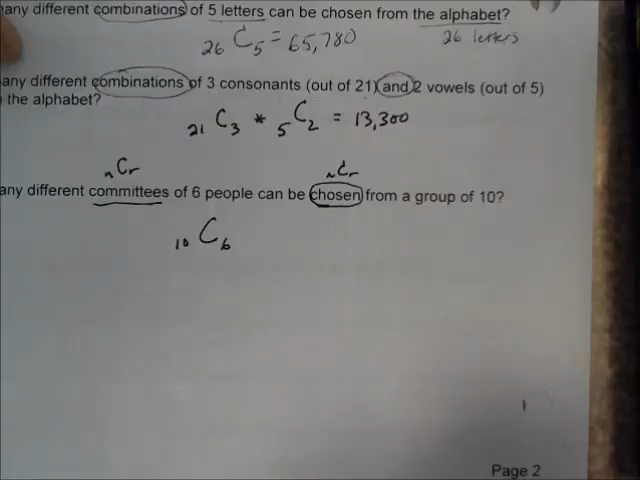 any different combinations of 5 letters can be chosen from the alphabet?
26C5 = 65,780 26 letters
any different combinations of 3 consonants (out of 21) and 2 vowels (out of 5)
the alphabet?
21C3 * 5C2 = 13,300
nCr nCr
any different committees of 6 people can be chosen from a group of 10?
10C6
Page 2